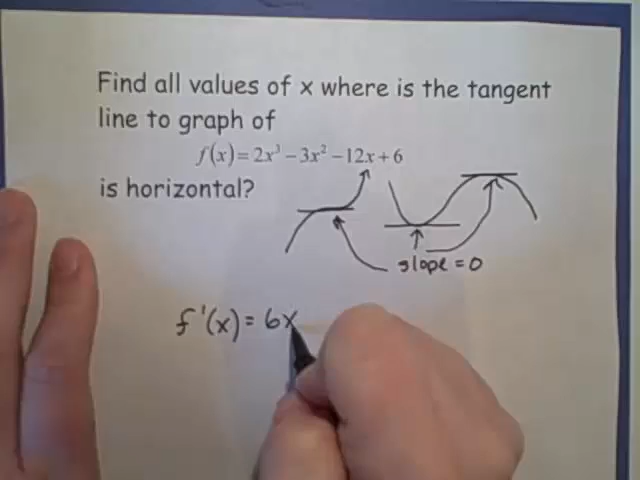 Find all values of x where is the tangent
line to graph of
f(x)=2x³−3x²−12x+6
is horizontal?
slope = 0
f'(x) = 6x